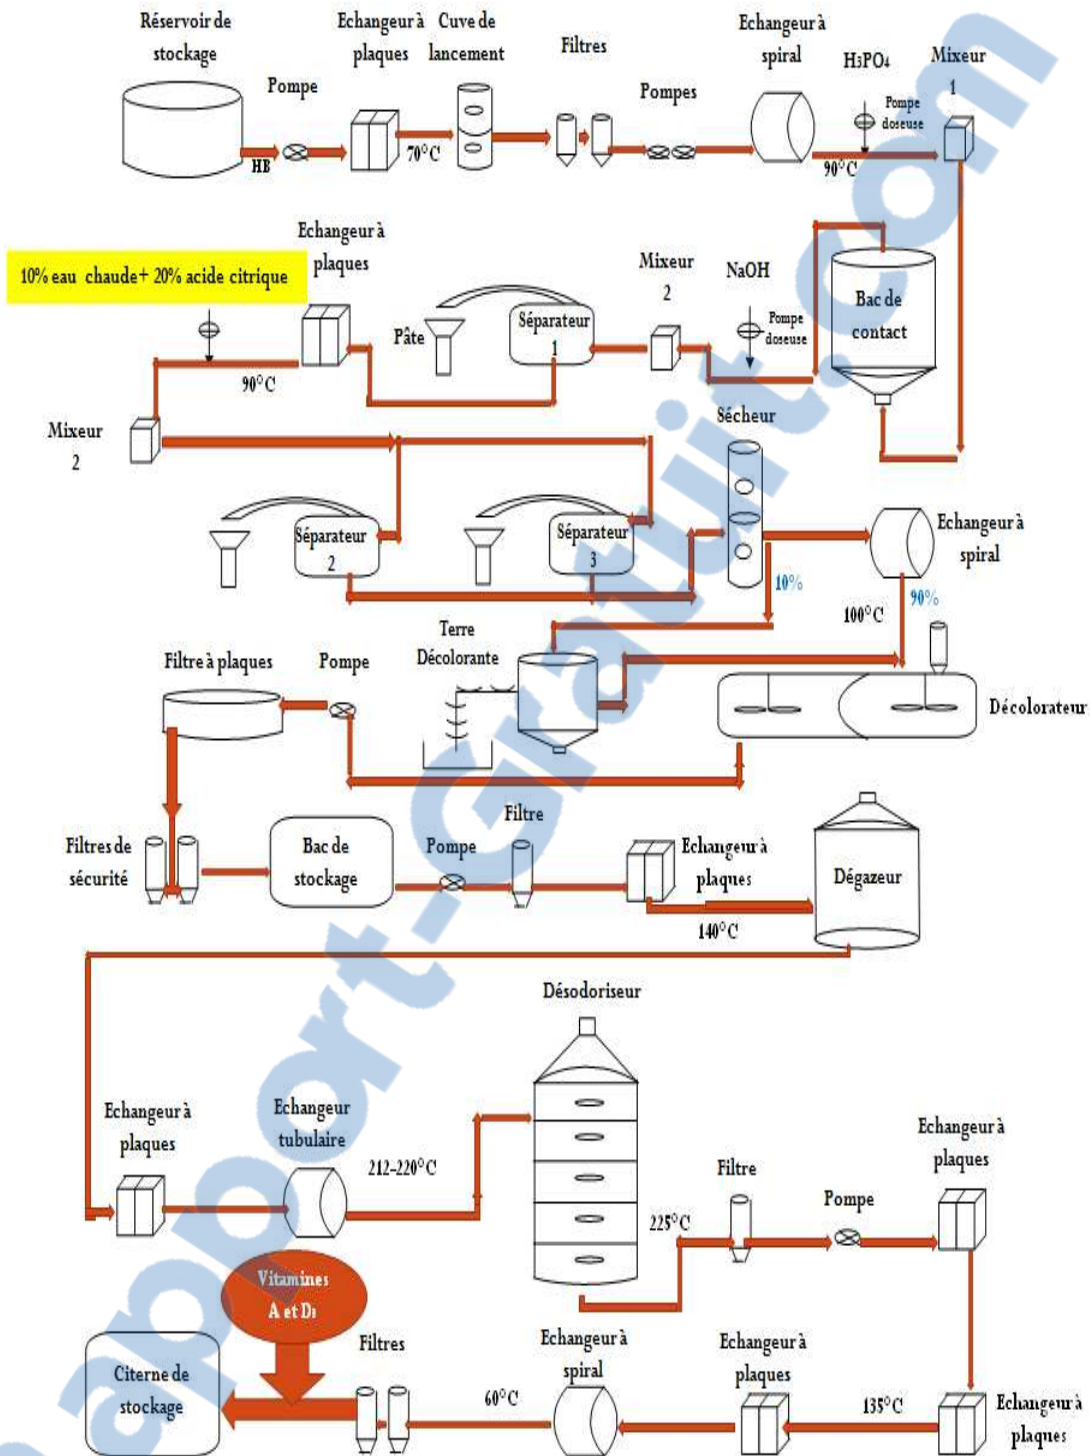 Réservoir de
stockage
Echangeur à
plaques
Cuve de
lancement
Filtres
Echangeur à
spiral
H₃PO₄
Mixeur
1
Pompe
Pompes
Pompe
doseuse
HB
70°C
90°C
10% eau chaude+ 20% acide citrique
Echangeur à
plaques
Mixeur
2
NaOH
Pompe
doseuse
Bac de
contact
Pâte
Séparateur
1
90°C
Mixeur
2
Sécheur
Séparateur
2
Séparateur
3
Echangeur à
spiral
10%
100°C
90%
Terre
Décolorante
Filtre à plaques
Pompe
Décolorateur
Filtres de
sécurité
Bac de
stockage
Pompe
Filtre
Echangeur à
plaques
Dégazeur
140°C
Désodoriseur
Echangeur à
plaques
Echangeur
tubulaire
212-220°C
225°C
Filtre
Pompe
Echangeur à
plaques
Vitamines
A et D₃
Citerne de
stockage
Filtres
60°C
Echangeur à
spiral
Echangeur à
plaques
135°C
Echangeur à
plaques
apport-Gratuit.com